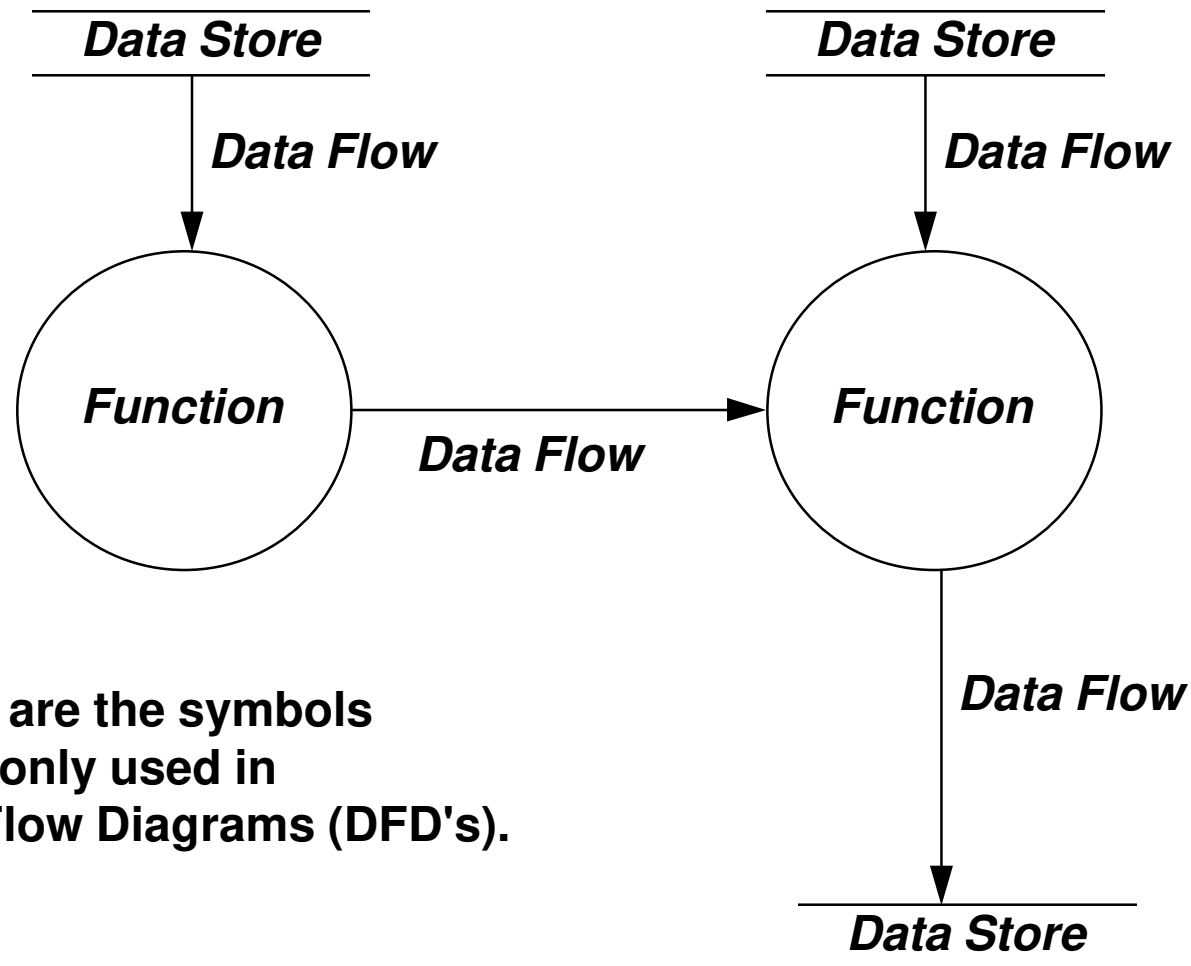 Data Store
Data Store
Data Flow
Data Flow
Function
Function
Data Flow
Data Flow
are the symbols
only used in
Flow Diagrams (DFD's).
Data Store